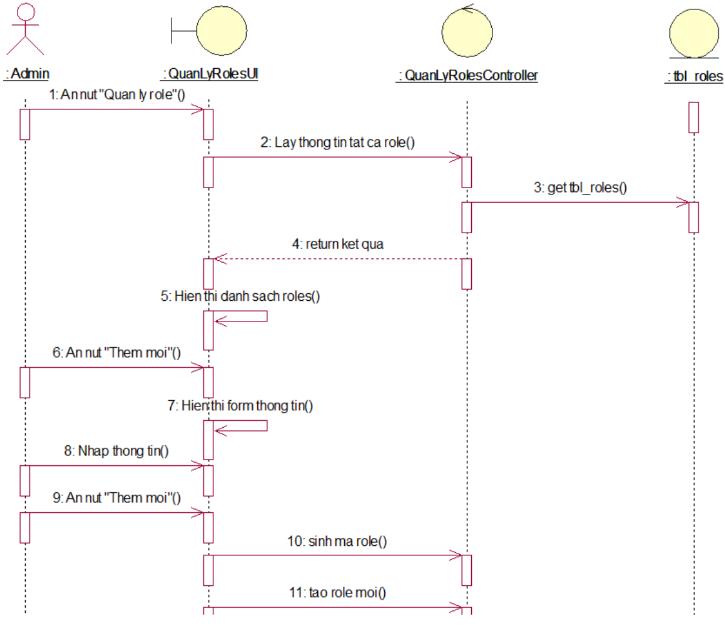 : Admin
: QuanLyRolesUI
: QuanLyRolesController
: tbl_roles
1: An nut "Quan ly role"()
2: Lay thong tin tat ca role()
3: get tbl_roles()
4: return ket qua
5: Hien thi danh sach roles()
6: An nut "Them moi"()
7: Hien thi form thong tin()
8: Nhap thong tin()
9: An nut "Them moi"()
10: sinh ma role()
11: tao role moi()